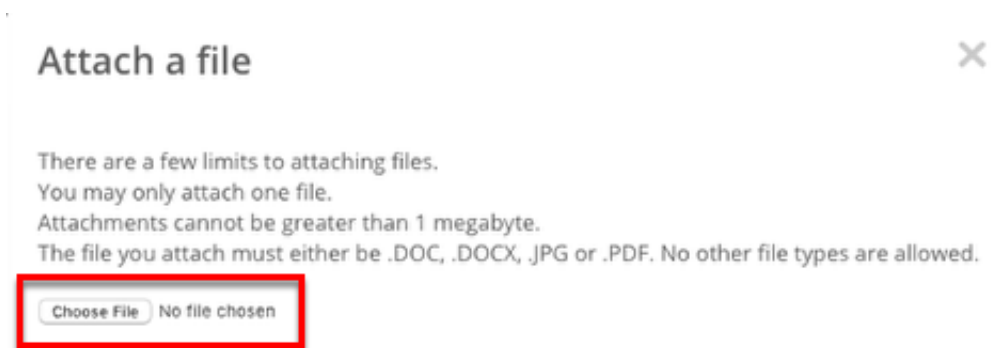 Attach a file
There are a few limits to attaching files.
You may only attach one file.
Attachments cannot be greater than 1 megabyte.
The file you attach must either be .DOC, .DOCX, .JPG or .PDF. No other file types are allowed.
Choose File No file chosen